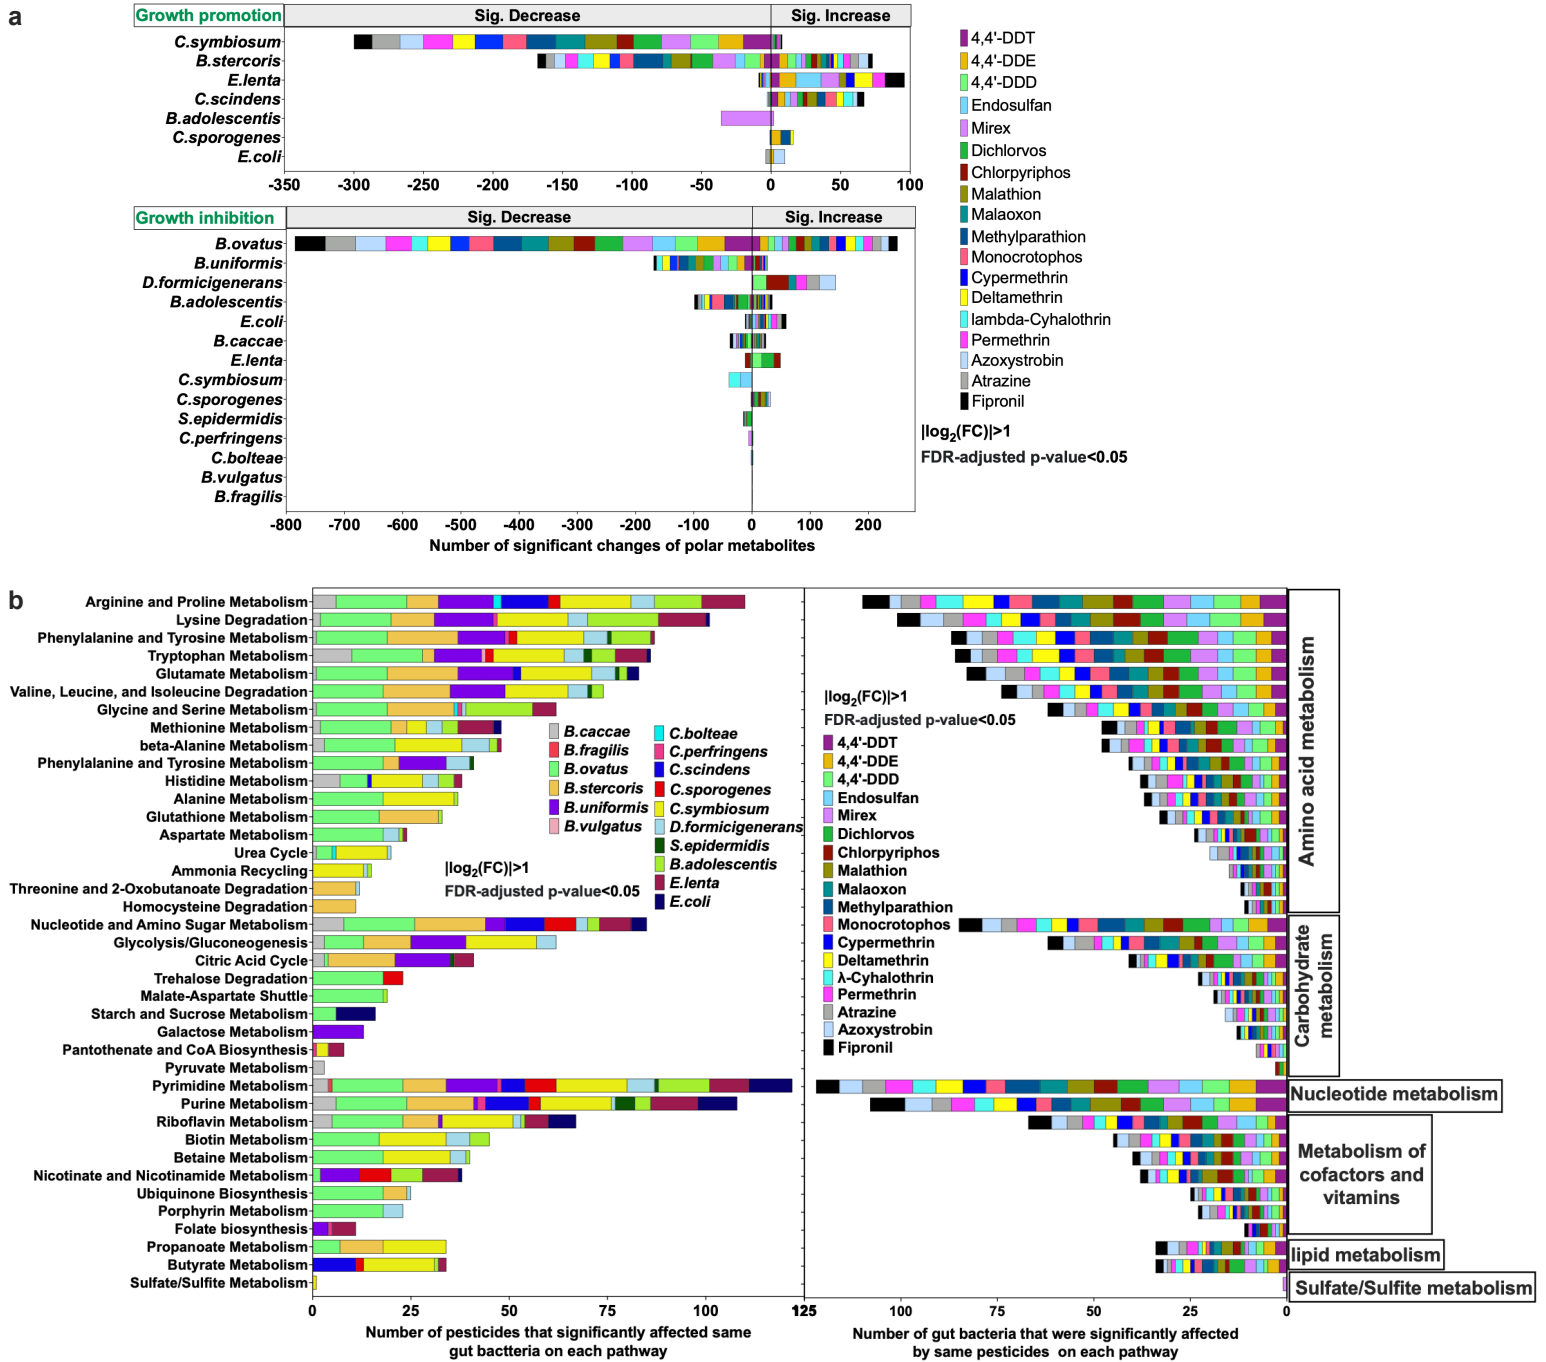 a
Growth promotion
Sig. Decrease
Sig. Increase
C.symbiosum
B.stercoris
E.lenta
C.scindens
B.adolescentis
C.sporogenes
E.coli
-350 -300 -250 -200 -150 -100 -50 0 50 100
Growth inhibition
Sig. Decrease
Sig. Increase
B.ovatus
B.uniformis
D.formicigenerans
B.adolescentis
E.coli
B.caccae
E.lenta
C.symbiosum
C.sporogenes
S.epidermidis
C.perfringens
C.bolteae
B.vulgatus
B.fragilis
-800 -700 -600 -500 -400 -300 -200 -100 0 100 200
Number of significant changes of polar metabolites
4,4'-DDT
4,4'-DDE
4,4'-DDD
Endosulfan
Mirex
Dichlorvos
Chlorpyriphos
Malathion
Malaoxon
Methylparathion
Monocrotophos
Cypermethrin
Deltamethrin
lambda-Cyhalothrin
Permethrin
Azoxystrobin
Atrazine
Fipronil
|log2(FC)|>1
FDR-adjusted p-value<0.05
b
Arginine and Proline Metabolism
Lysine Degradation
Phenylalanine and Tyrosine Metabolism
Tryptophan Metabolism
Glutamate Metabolism
Valine, Leucine, and Isoleucine Degradation
Glycine and Serine Metabolism
Methionine Metabolism
beta-Alanine Metabolism
Phenylalanine and Tyrosine Metabolism
Histidine Metabolism
Alanine Metabolism
Glutathione Metabolism
Aspartate Metabolism
Urea Cycle
Ammonia Recycling
Threonine and 2-Oxobutanoate Degradation
Homocysteine Degradation
Nucleotide and Amino Sugar Metabolism
Glycolysis/Gluconeogenesis
Citric Acid Cycle
Trehalose Degradation
Malate-Aspartate Shuttle
Starch and Sucrose Metabolism
Galactose Metabolism
Pantothenate and CoA Biosynthesis
Pyruvate Metabolism
Pyrimidine Metabolism
Purine Metabolism
Riboflavin Metabolism
Biotin Metabolism
Betaine Metabolism
Nicotinate and Nicotinamide Metabolism
Ubiquinone Biosynthesis
Porphyrin Metabolism
Folate biosynthesis
Propanoate Metabolism
Butyrate Metabolism
Sulfate/Sulfite Metabolism
B.caccae
B.fragilis
B.ovatus
B.stercoris
B.uniformis
B.vulgatus
C.bolteae
C.perfringens
C.scindens
C.sporogenes
C.symbiosum
D.formicigenerans
S.epidermidis
B.adolescentis
E.lenta
E.coli
|log2(FC)|>1
FDR-adjusted p-value<0.05
0 25 50 75 100 125
Number of pesticides that significantly affected same
gut bactteria on each pathway
|log2(FC)|>1
FDR-adjusted p-value<0.05
4,4'-DDT
4,4'-DDE
4,4'-DDD
Endosulfan
Mirex
Dichlorvos
Chlorpyriphos
Malathion
Malaoxon
Methylparathion
Monocrotophos
Cypermethrin
Deltamethrin
λ-Cyhalothrin
Permethrin
Atrazine
Azoxystrobin
Fipronil
125 100 75 50 25 0
Number of gut bacteria that were significantly affected
by same pesticides on each pathway
Amino acid metabolism
Carbohydrate
metabolism
Nucleotide metabolism
Metabolism of
cofactors and
vitamins
lipid metabolism
Sulfate/Sulfite metabolism